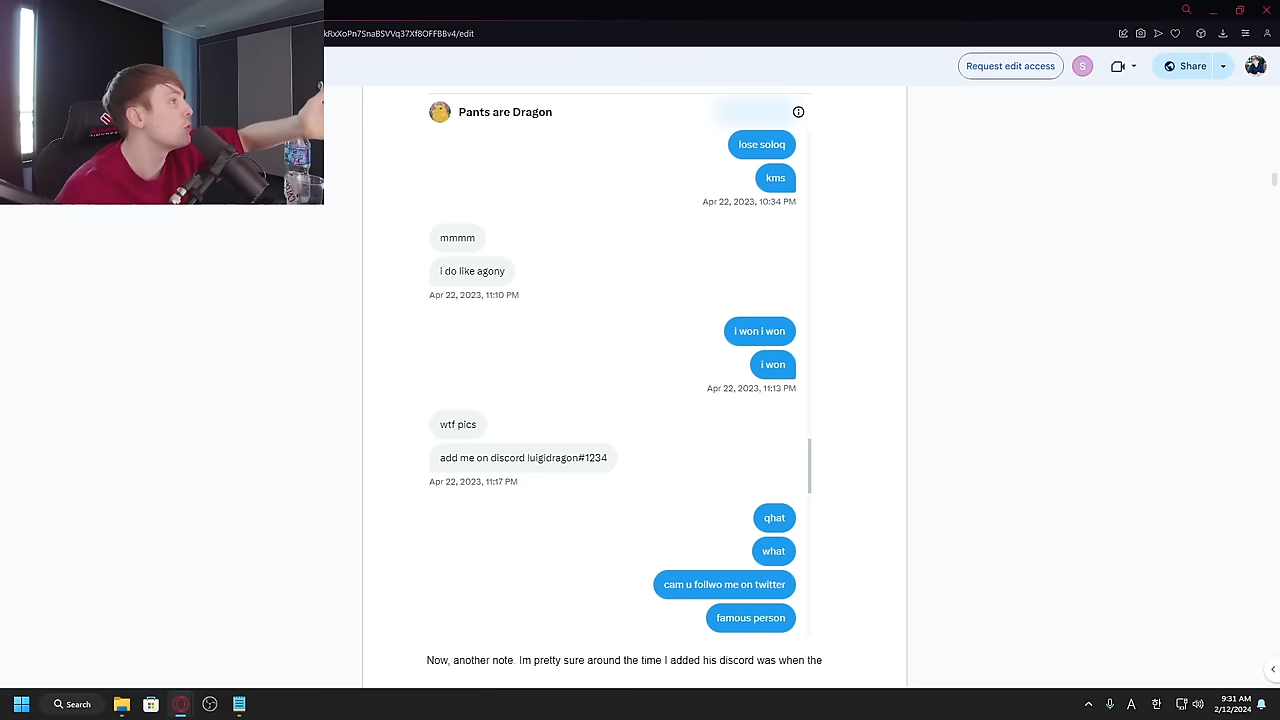 kRxXoPn7SnaBSVVq37Xf8OFFBBv4/edit
Request edit access
S
Share
Pants are Dragon
lose soloq
kms
Apr 22, 2023, 10:34 PM
mmmm
i do like agony
Apr 22, 2023, 11:10 PM
i won i won
i won
Apr 22, 2023, 11:13 PM
wtf pics
add me on discord luigidragon#1234
Apr 22, 2023, 11:17 PM
qhat
what
cam u follwo me on twitter
famous person
Now, another note. Im pretty sure around the time I added his discord was when the
Search
A
한
9:31 AM
2/12/2024